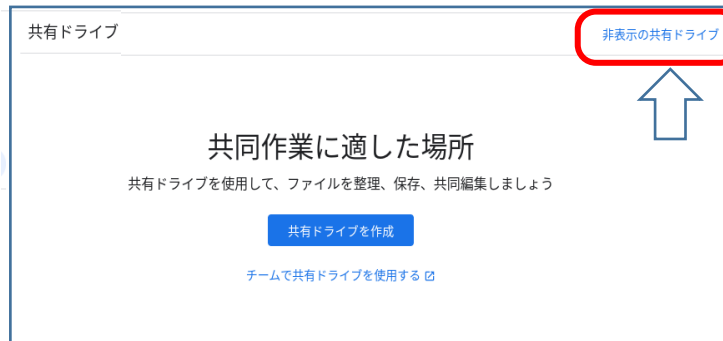 共有ドライブ
非表示の共有ドライブ
共同作業に適した場所
共有ドライブを使用して、ファイルを整理、保存、共同編集しましょう
共有ドライブを作成
チームで共有ドライブを使用する